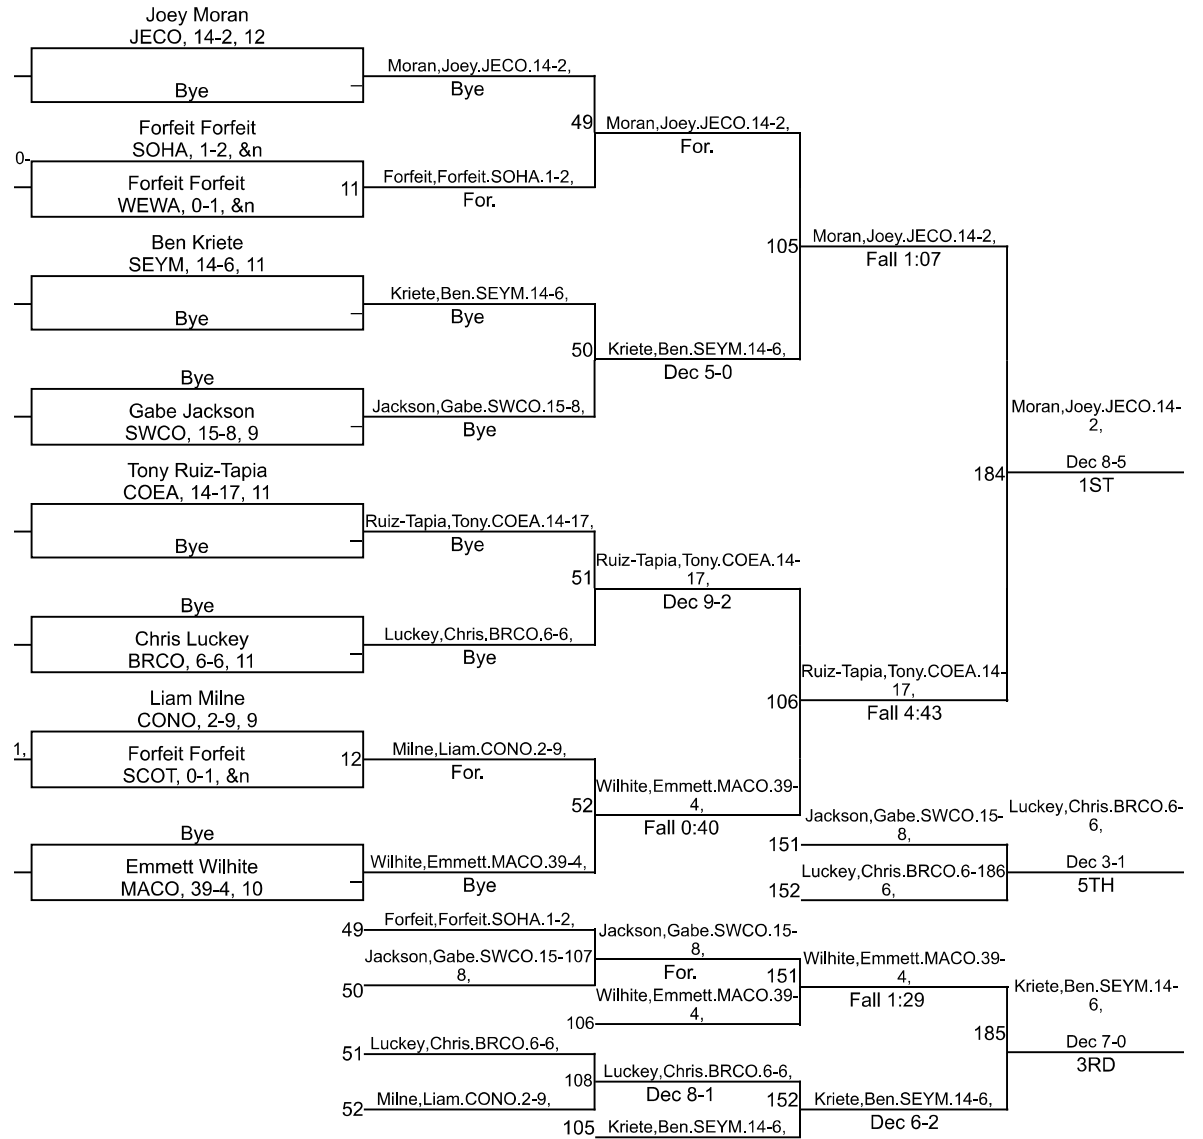 Joey Moran
JECO, 14-2, 12
Bye
Moran,Joey.JECO.14-2,
Bye
Forfeit Forfeit
SOHA, 1-2, &n
0-
Forfeit Forfeit
WEWA, 0-1, &n
11
Forfeit,Forfeit.SOHA.1-2,
For.
49
Moran,Joey.JECO.14-2,
For.
Ben Kriete
SEYM, 14-6, 11
Bye
Kriete,Ben.SEYM.14-6,
Bye
105
Moran,Joey.JECO.14-2,
Fall 1:07
50
Kriete,Ben.SEYM.14-6,
Dec 5-0
Bye
Gabe Jackson
SWCO, 15-8, 9
Jackson,Gabe.SWCO.15-8,
Bye
Moran,Joey.JECO.14-
2,
184
Dec 8-5
1ST
Tony Ruiz-Tapia
COEA, 14-17, 11
Bye
Ruiz-Tapia,Tony.COEA.14-17,
Bye
51
Ruiz-Tapia,Tony.COEA.14-
17,
Dec 9-2
Bye
Chris Luckey
BRCO, 6-6, 11
Luckey,Chris.BRCO.6-6,
Bye
106
Ruiz-Tapia,Tony.COEA.14-
17,
Fall 4:43
Liam Milne
CONO, 2-9, 9
1,
Forfeit Forfeit
SCOT, 0-1, &n
12
Milne,Liam.CONO.2-9,
For.
52
Wilhite,Emmett.MACO.39-
4,
Fall 0:40
Bye
Emmett Wilhite
MACO, 39-4, 10
Wilhite,Emmett.MACO.39-4,
Bye
151
Jackson,Gabe.SWCO.15-
8,
152
Luckey,Chris.BRCO.6-186
6,
Luckey,Chris.BRCO.6-
6,
Dec 3-1
5TH
49
Forfeit,Forfeit.SOHA.1-2,
50
Jackson,Gabe.SWCO.15-107
8,
Jackson,Gabe.SWCO.15-
8,
For.
106
Wilhite,Emmett.MACO.39-
4,
151
Wilhite,Emmett.MACO.39-
4,
Fall 1:29
185
Kriete,Ben.SEYM.14-
6,
Dec 7-0
3RD
51
Luckey,Chris.BRCO.6-6,
52
Milne,Liam.CONO.2-9,
108
Luckey,Chris.BRCO.6-6,
Dec 8-1
105
Kriete,Ben.SEYM.14-6,
152
Kriete,Ben.SEYM.14-6,
Dec 6-2